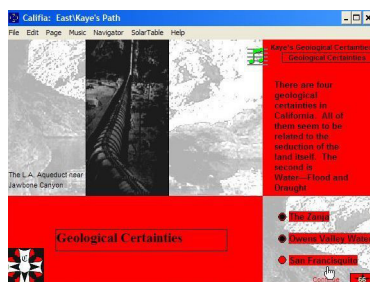 Califia: East\Kaye's Path
File Edit Page Music Navigator SolarTable Help
Kaye's Geological Certainties
Geological Certainties
There are four
geological
certainties in
California. All of
them seem to be
related to the
seduction of the
land itself. The
second is
Water—Flood and
Drought
The L.A. Aqueduct near
Jawbone Canyon
Geological Certainties
The Zanja
Owens Valley Water
San Francisquito
66